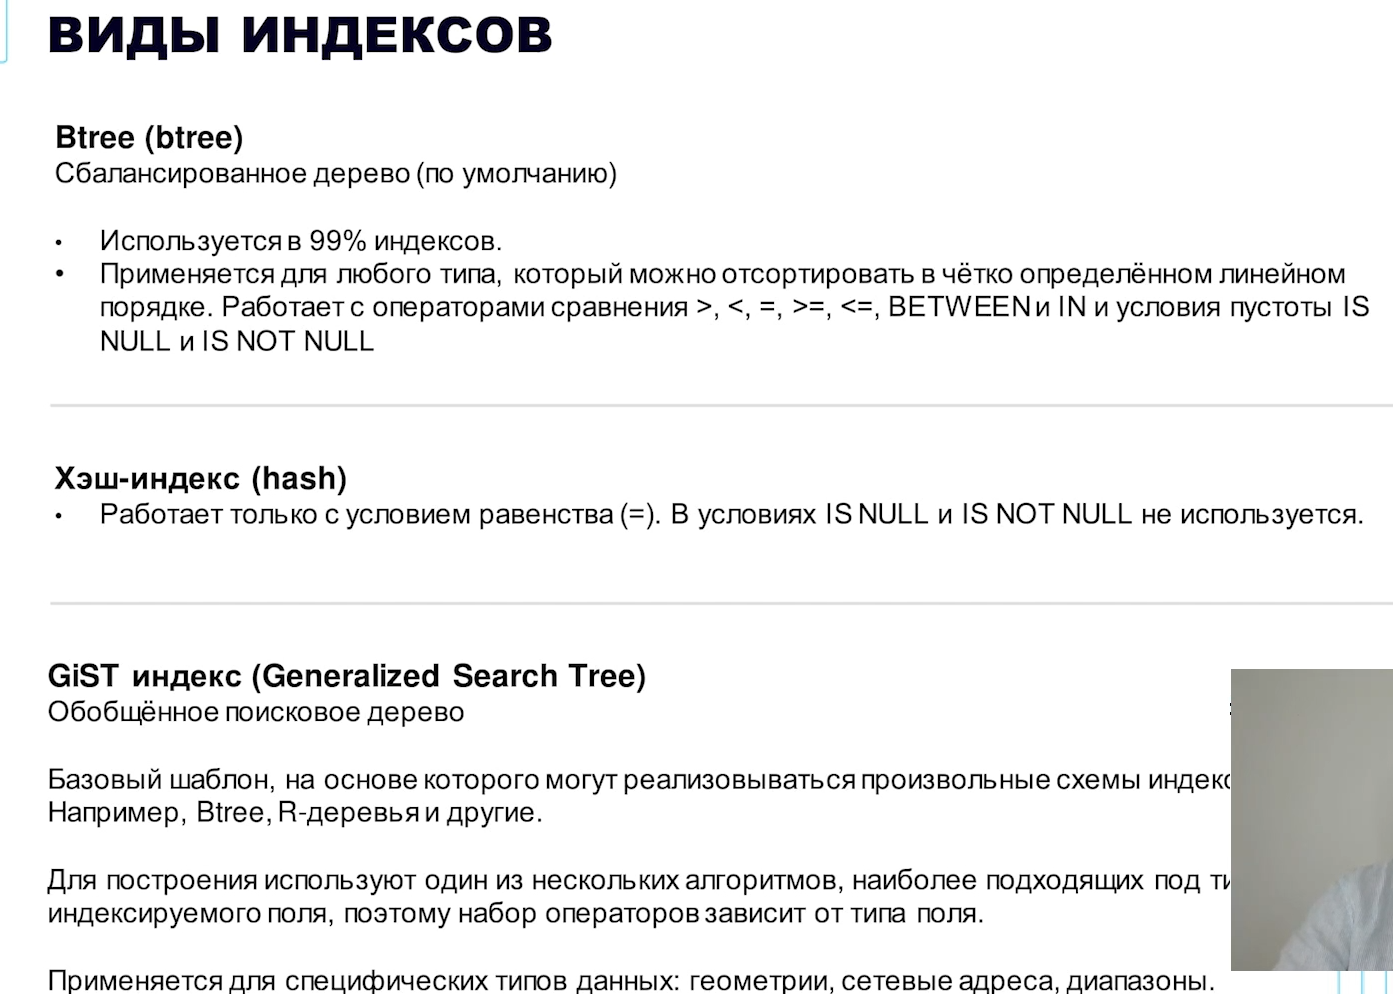 ВИДЫ ИНДЕКСОВ
Btree (btree)
Сбалансированное дерево (по умолчанию)
• Используется в 99% индексов.
• Применяется для любого типа, который можно отсортировать в чётко определённом линейном
порядке. Работает с операторами сравнения >, <, =, >=, <=, BETWEEN и IN и условия пустоты IS
NULL и IS NOT NULL
Хэш-индекс (hash)
• Работает только с условием равенства (=). В условиях IS NULL и IS NOT NULL не используется.
GiST индекс (Generalized Search Tree)
Обобщённое поисковое дерево
Базовый шаблон, на основе которого могут реализовываться произвольные схемы
Например, Btree, R-деревья и другие.
Для построения используют один из нескольких алгоритмов, наиболее подходящих под
индексируемого поля, поэтому набор операторов зависит от типа поля.
Применяется для специфических типов данных: геометрии, сетевые адреса, диапазоны.